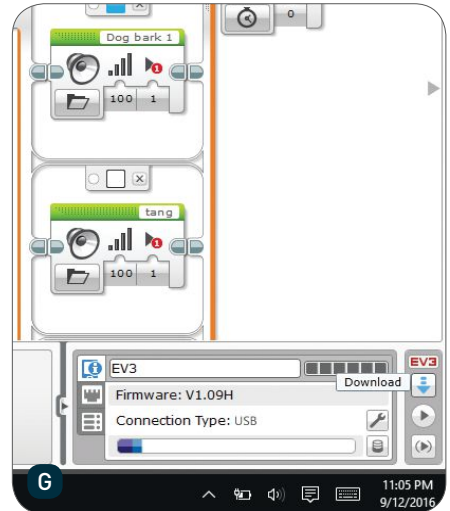 0
Dog bark 1
100 1
tang
100 1
EV3
EV3
Download
Firmware: V1.09H
Connection Type: USB
G
11:05 PM
9/12/2016